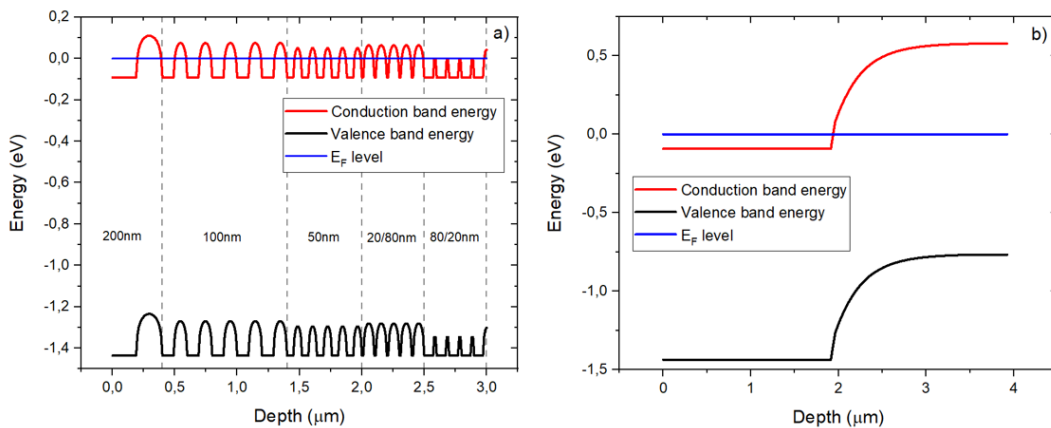 a)
0,2
0,0
-0,2
-0,4
-0,6
-0,8
-1,0
-1,2
-1,4
Energy (eV)
Conduction band energy
Valence band energy
E_F level
200nm 100nm 50nm 20/80nm 80/20nm
0,0 0,5 1,0 1,5 2,0 2,5 3,0
Depth (μm)
b)
0,5
0,0
-0,5
-1,0
-1,5
Energy (eV)
Conduction band energy
Valence band energy
E_F level
0 1 2 3 4
Depth (μm)